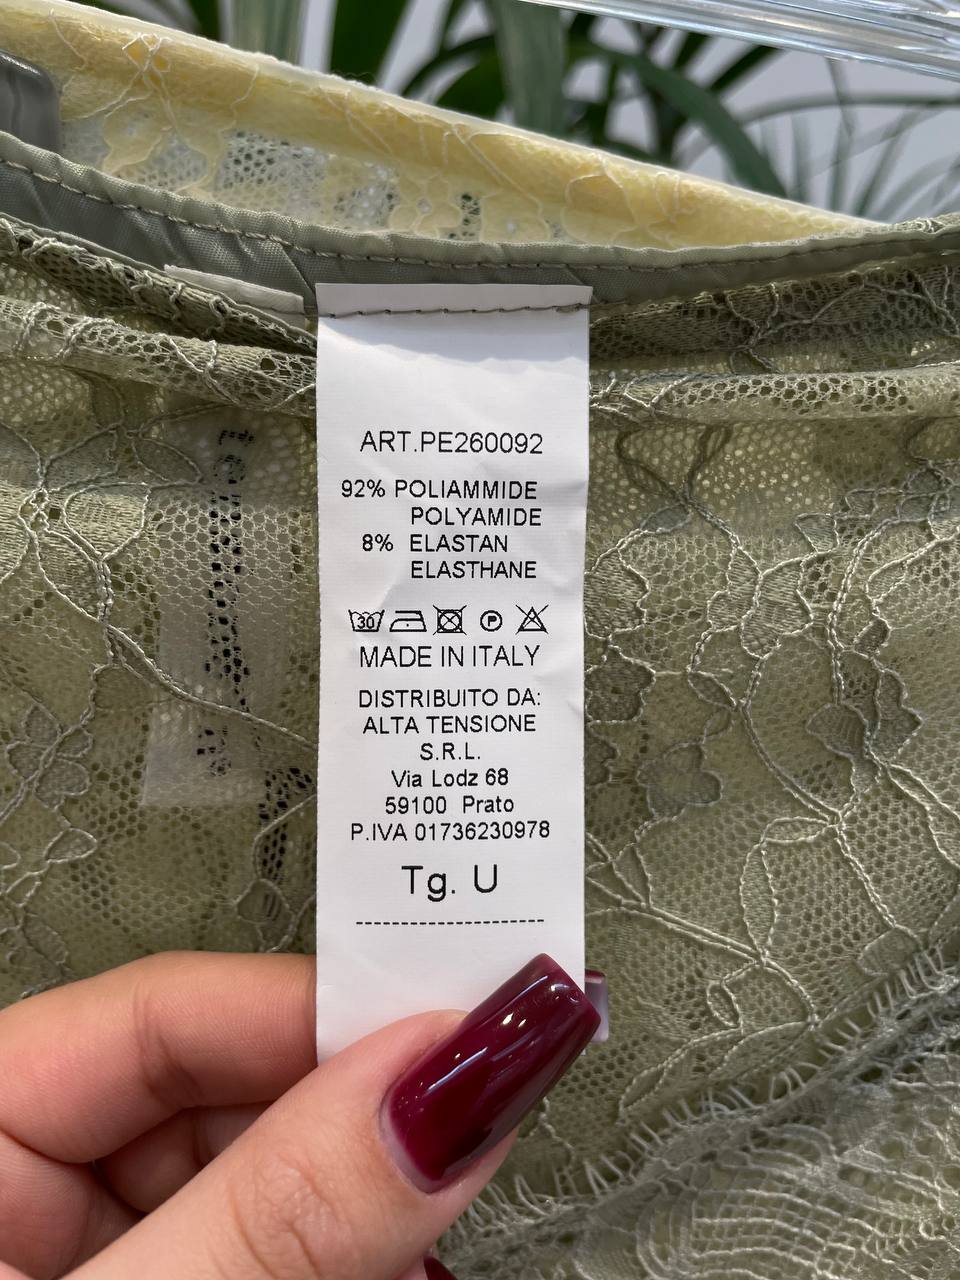 ART.PE260092
92% POLIAMMIDE
POLYAMIDE
8% ELASTAN
ELASTHANE
30 P
MADE IN ITALY
DISTRIBUITO DA:
ALTA TENSIONE
S.R.L.
Via Lodz 68
59100 Prato
P.IVA 01736230978
Tg. U